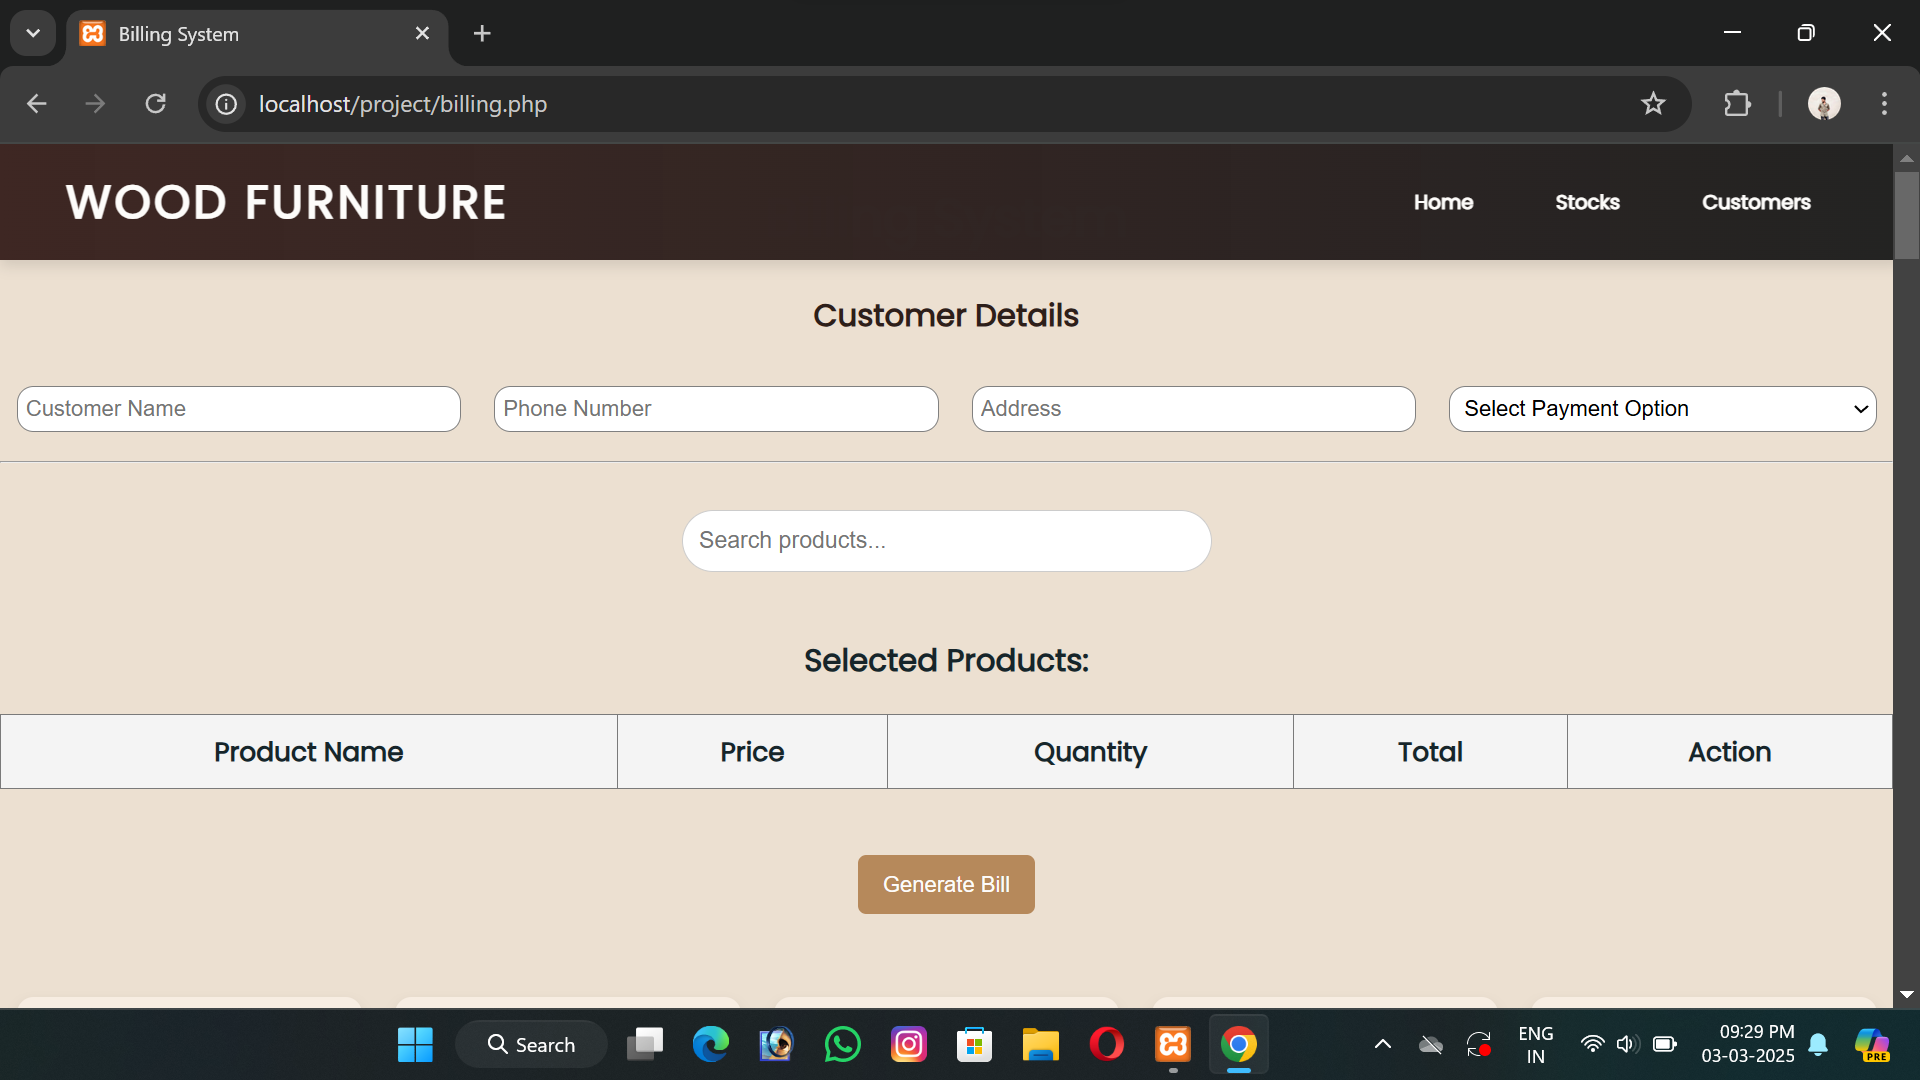 Billing System
localhost/project/billing.php
WOOD FURNITURE
Home Stocks Customers
Customer Details
Customer Name Phone Number Address Select Payment Option
Search products...
Selected Products:
Product Name Price Quantity Total Action
Generate Bill
Search
ENG
IN
09:29 PM
03-03-2025
PRE